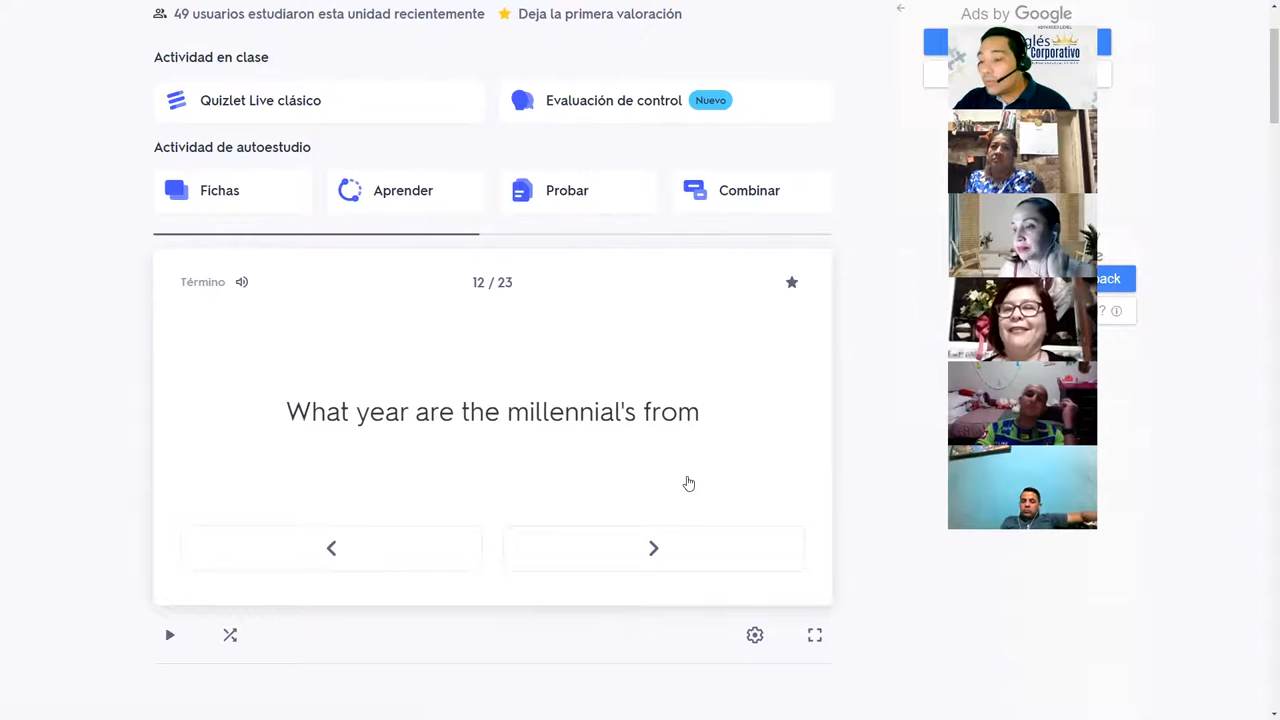 49 usuarios estudiaron esta unidad recientemente ⭐ Deja la primera valoración
Ads by Google
Actividad en clase
Inglés
Corporativo
Quizlet Live clásico
Evaluación de control Nuevo
Actividad de autoestudio
Fichas
Aprender
Probar
Combinar
Término
12 / 23
back
? 
What year are the millennial's from